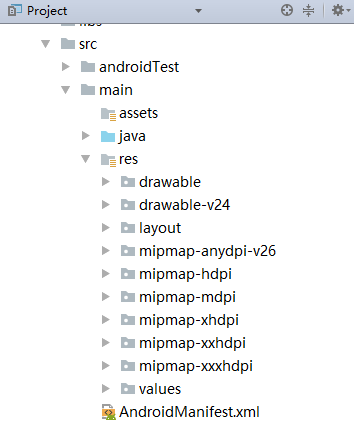 Project
src
androidTest
main
assets
java
res
drawable
drawable-v24
layout
mipmap-anydpi-v26
mipmap-hdpi
mipmap-mdpi
mipmap-xhdpi
mipmap-xxhdpi
mipmap-xxxhdpi
values
AndroidManifest.xml